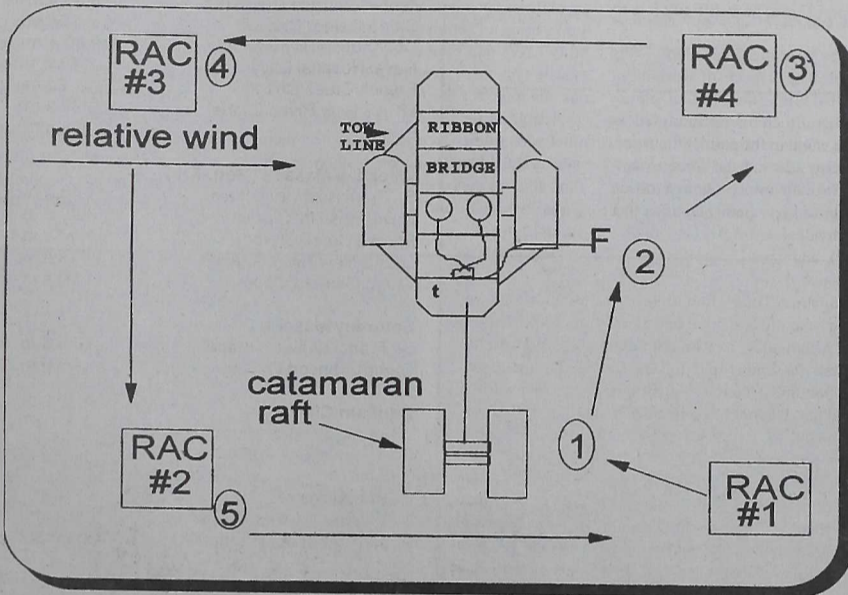 RAC
#3
4
RAC
#4
3
relative wind
TOW
LINE
RIBBON
BRIDGE
F
2
t
catamaran
raft
1
RAC
#2
5
RAC
#1